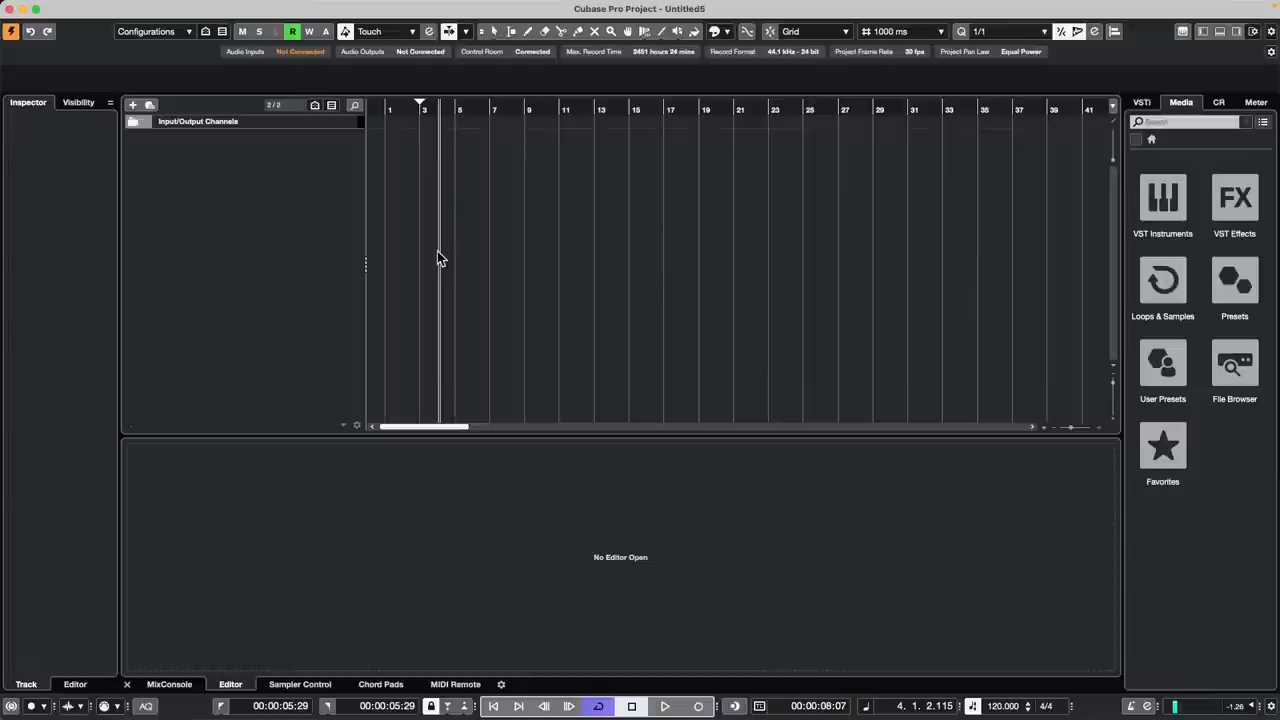 Cubase Pro Project - Untitled5
Configurations M S L R W A Touch Grid 1000 ms Q 1/1
Audio Inputs Not Connected Audio Outputs Not Connected Control Room Connected Max. Record Time 2451 hours 24 mins Record Format 44.1 kHz - 24 bit Project Frame Rate 30 fps Project Pan Law Equal Power
Inspector Visibility 2/2 1 3 5 7 9 11 13 15 17 19 21 23 25 27 29 31 33 35 37 39 41 VSTi Media CR Meter
Input/Output Channels Search
FX
VST Instruments VST Effects
Loops & Samples Presets
User Presets File Browser
Favorites
No Editor Open
Track Editor MixConsole Editor Sampler Control Chord Pads MIDI Remote
AQ 00:00:05:29 00:00:05:29 00:00:08:07 4. 1. 2.115 120.000 4/4 -1.26